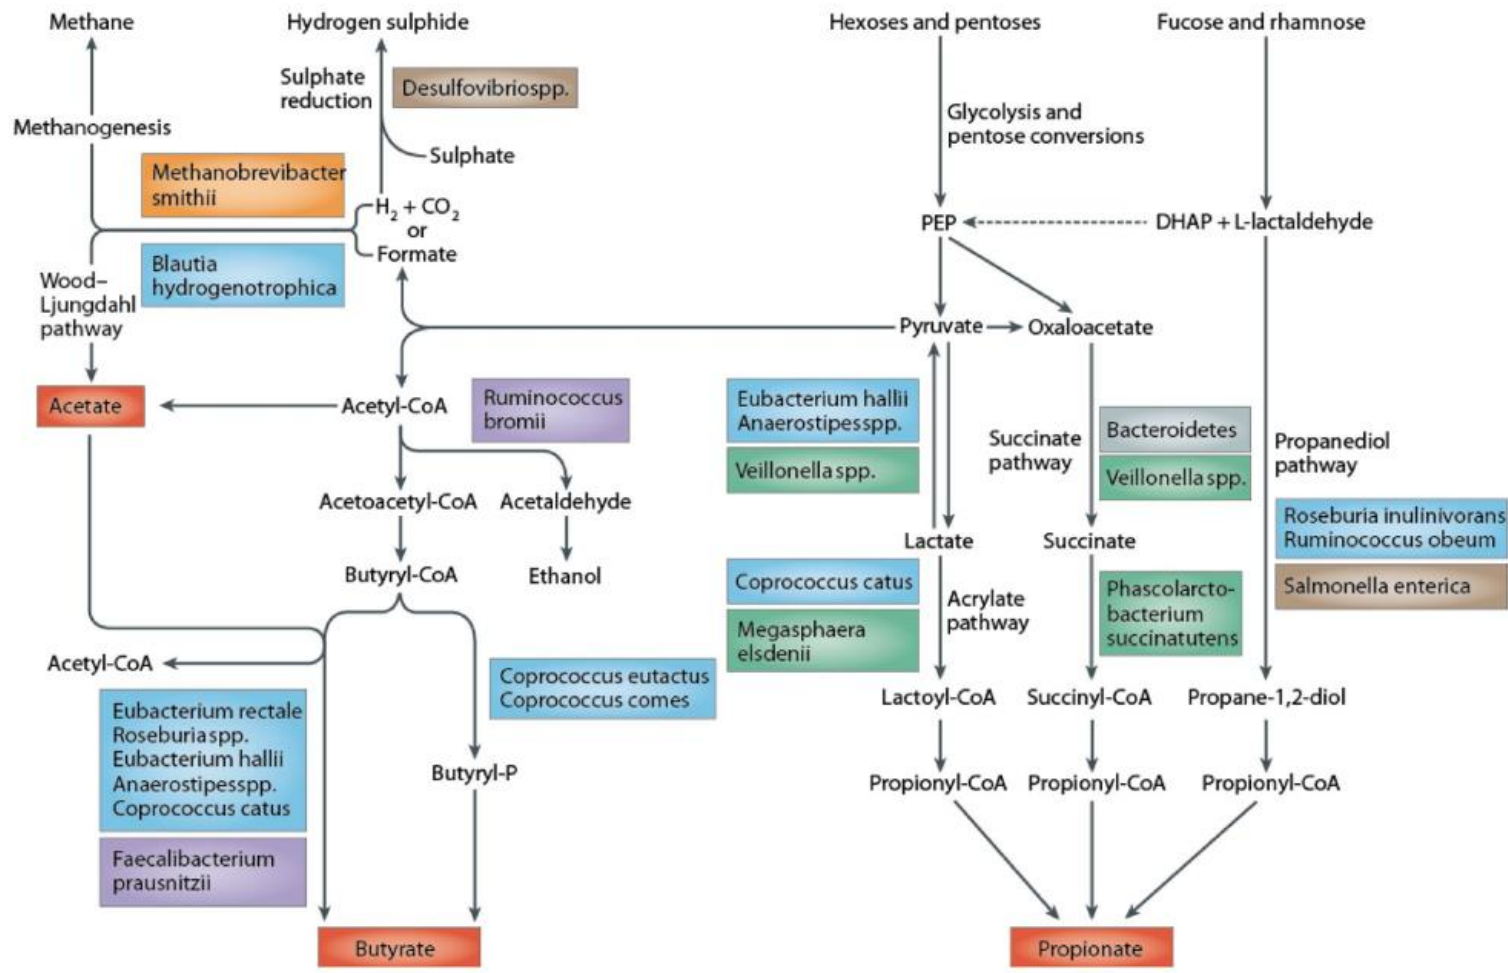 Methane
Hydrogen sulphide
Hexoses and pentoses
Fucose and rhamnose
Sulphate
reduction
Desulfovibriospp.
Methanogenesis
Sulphate
Glycolysis and
pentose conversions
Methanobrevibacter
smithii
H2 + CO2
or
Formate
PEP
DHAP + L-lactaldehyde
Blautia
hydrogenotrophica
Wood–
Ljungdahl
pathway
Pyruvate
Oxaloacetate
Acetate
Acetyl-CoA
Ruminococcus
bromii
Eubacterium hallii
Anaerostipesspp.
Veillonella spp.
Succinate
pathway
Bacteroidetes
Veillonella spp.
Propanediol
pathway
Acetoacetyl-CoA
Acetaldehyde
Roseburia inulinivorans
Ruminococcus obeum
Salmonella enterica
Lactate
Succinate
Butyryl-CoA
Ethanol
Coprococcus catus
Megasphaera
elsdenii
Acrylate
pathway
Phascolarcto-
bacterium
succinatutens
Acetyl-CoA
Coprococcus eutactus
Coprococcus comes
Lactoyl-CoA
Succinyl-CoA
Propane-1,2-diol
Eubacterium rectale
Roseburia spp.
Eubacterium hallii
Anaerostipesspp.
Coprococcus catus
Butyryl-P
Propionyl-CoA
Propionyl-CoA
Propionyl-CoA
Faecalibacterium
prausnitzii
Butyrate
Propionate